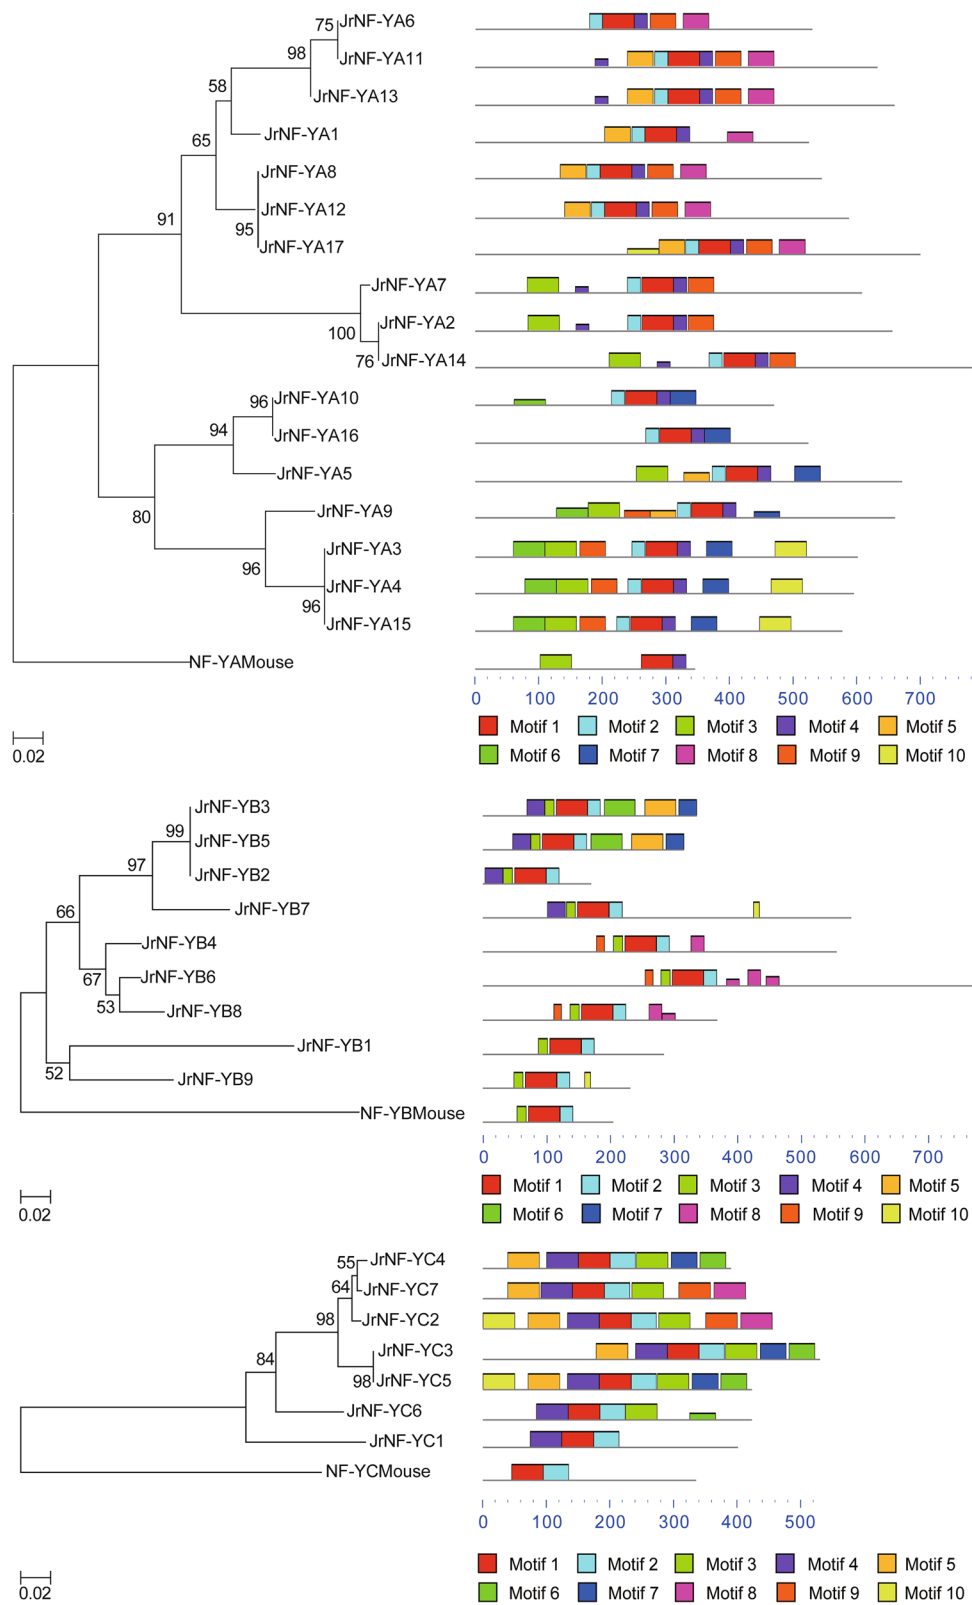 75 JrNF-YA6
98 JrNF-YA11
58 JrNF-YA13
65 JrNF-YA1
JrNF-YA8
91 JrNF-YA12
95 JrNF-YA17
JrNF-YA7
100 JrNF-YA2
76 JrNF-YA14
96 JrNF-YA10
94 JrNF-YA16
JrNF-YA5
80 JrNF-YA9
96 JrNF-YA3
JrNF-YA4
96 JrNF-YA15
NF-YAMouse
0 100 200 300 400 500 600 700
Motif 1 Motif 2 Motif 3 Motif 4 Motif 5
Motif 6 Motif 7 Motif 8 Motif 9 Motif 10
0.02
JrNF-YB3
99 JrNF-YB5
97 JrNF-YB2
66 JrNF-YB7
JrNF-YB4
67 JrNF-YB6
53 JrNF-YB8
JrNF-YB1
52 JrNF-YB9
NF-YBMouse
0 100 200 300 400 500 600 700
Motif 1 Motif 2 Motif 3 Motif 4 Motif 5
Motif 6 Motif 7 Motif 8 Motif 9 Motif 10
0.02
55 JrNF-YC4
64 JrNF-YC7
98 JrNF-YC2
84 JrNF-YC3
98 JrNF-YC5
JrNF-YC6
JrNF-YC1
NF-YCMouse
0 100 200 300 400 500
Motif 1 Motif 2 Motif 3 Motif 4 Motif 5
Motif 6 Motif 7 Motif 8 Motif 9 Motif 10
0.02